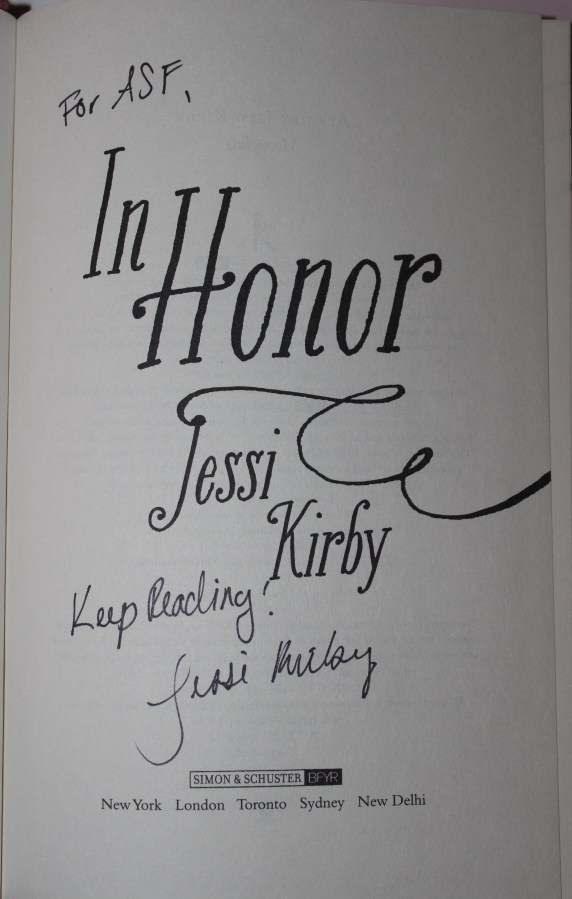 For ASF,
In
Honor
Jessi
Kirby
Keep Reading!
Jessi Kirby
SIMON & SCHUSTER BFYR
New York London Toronto Sydney New Delhi